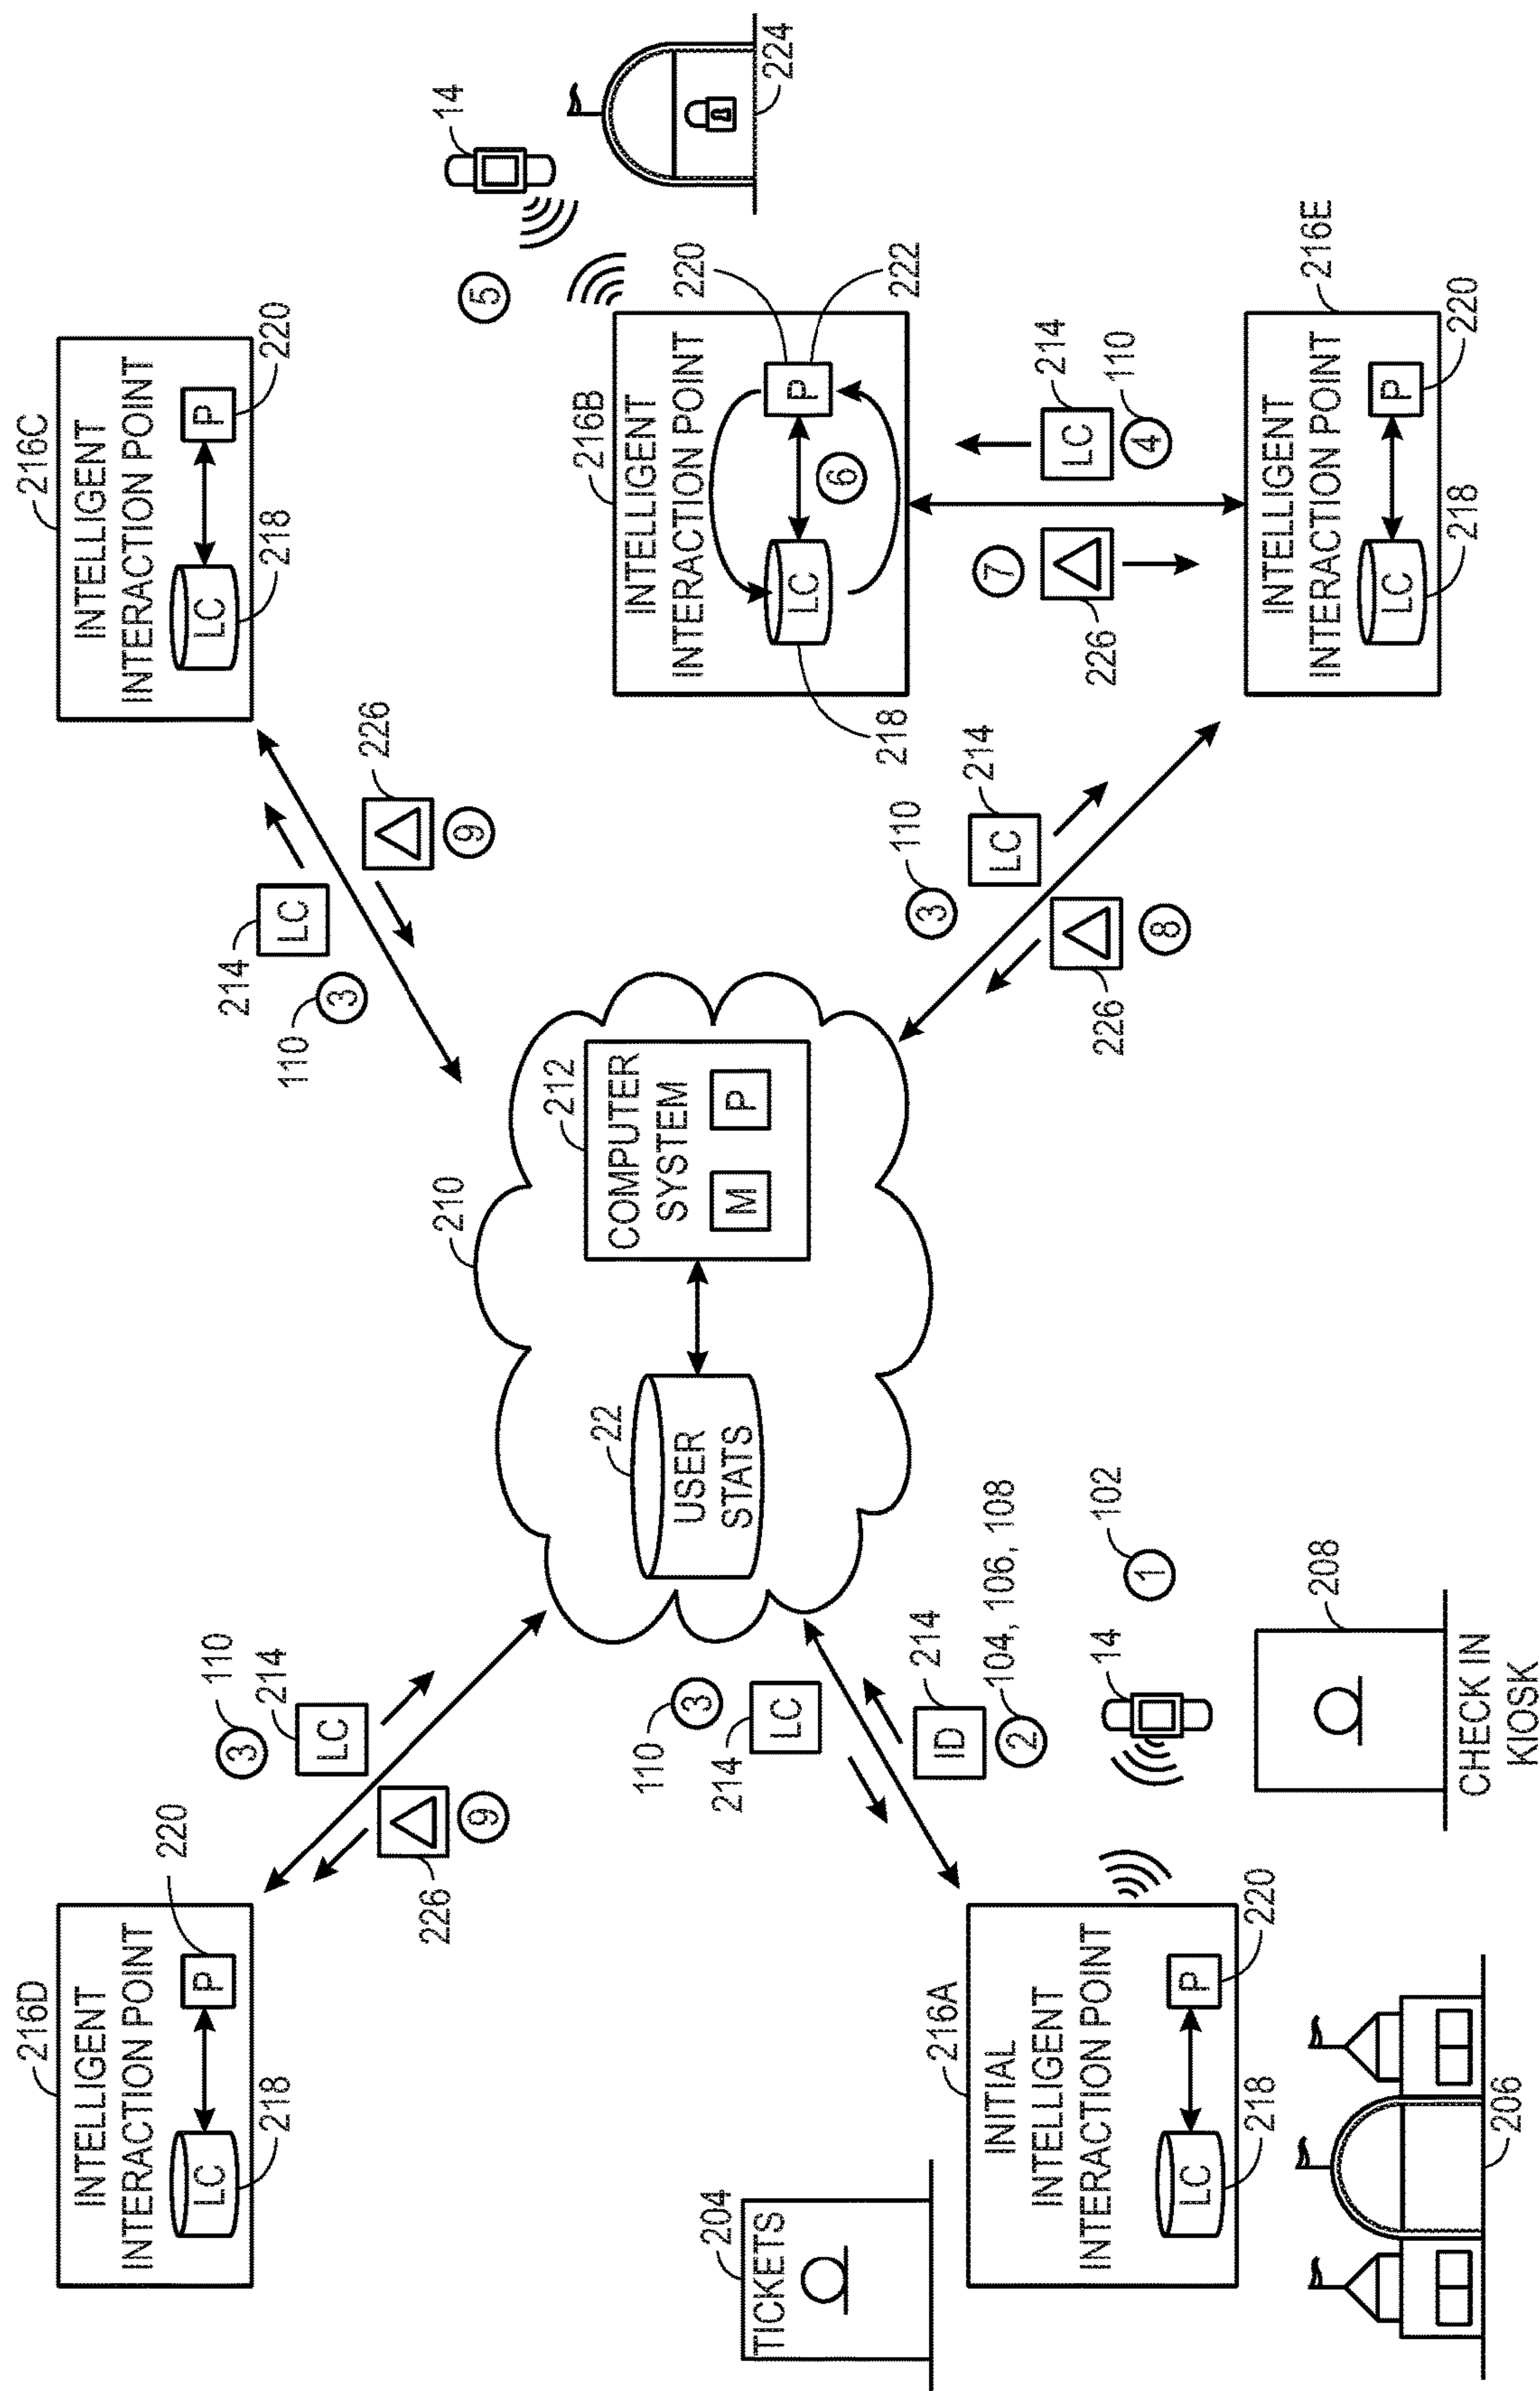 216D
INTELLIGENT
INTERACTION POINT
LC
P
218
220
110
3
214
LC
226
9
216C
INTELLIGENT
INTERACTION POINT
LC
P
218
220
214
LC
110
3
226
9
210
22
USER
STATS
212
COMPUTER
SYSTEM
M
P
14
5
224
216B
INTELLIGENT
INTERACTION POINT
LC
P
6
218
220
222
204
TICKETS
216A
INITIAL
INTELLIGENT
INTERACTION POINT
LC
P
218
220
206
110
3
214
LC
ID
214
2
104, 106, 108
14
1
102
208
CHECK IN
KIOSK
110
3
214
LC
226
8
7
226
LC
214
4
110
216E
INTELLIGENT
INTERACTION POINT
LC
P
218
220